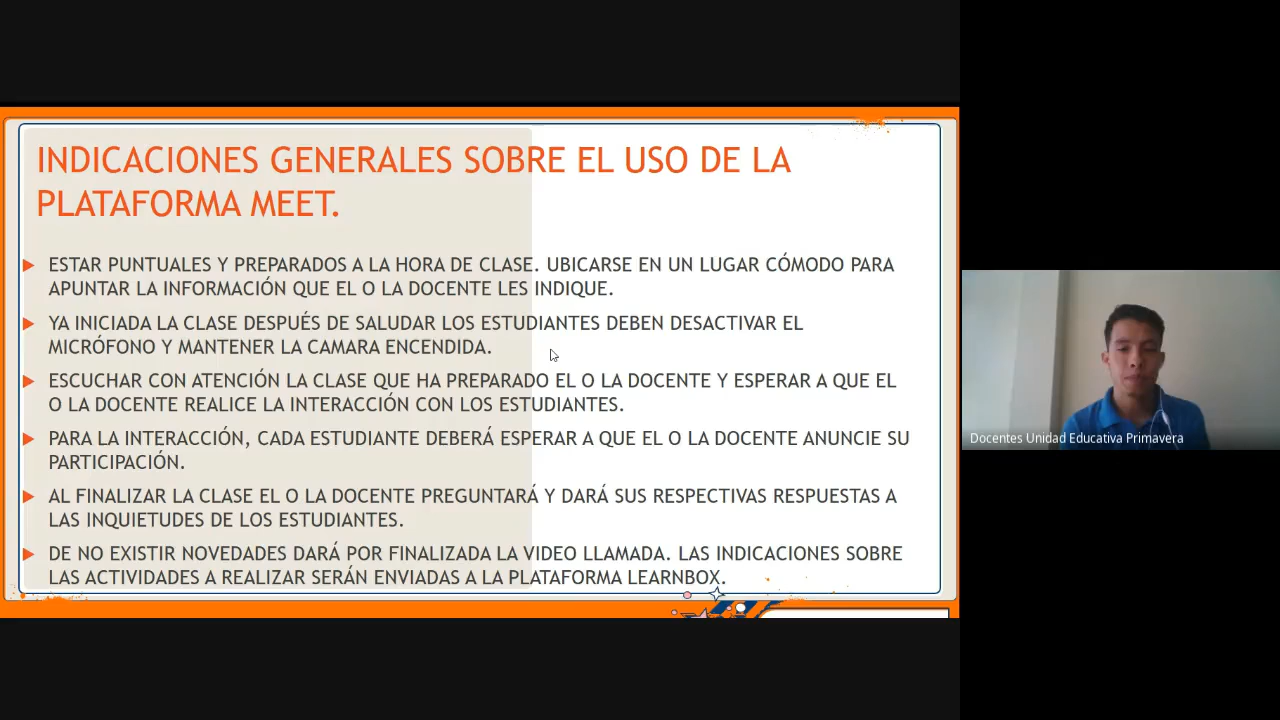 INDICACIONES GENERALES SOBRE EL USO DE LA
PLATAFORMA MEET.
ESTAR PUNTUALES Y PREPARADOS A LA HORA DE CLASE. UBICARSE EN UN LUGAR CÓMODO PARA
APUNTAR LA INFORMACIÓN QUE EL O LA DOCENTE LES INDIQUE.
YA INICIADA LA CLASE DESPUÉS DE SALUDAR LOS ESTUDIANTES DEBEN DESACTIVAR EL
MICRÓFONO Y MANTENER LA CAMARA ENCENDIDA.
ESCUCHAR CON ATENCIÓN LA CLASE QUE HA PREPARADO EL O LA DOCENTE Y ESPERAR A QUE EL
O LA DOCENTE REALICE LA INTERACCIÓN CON LOS ESTUDIANTES.
PARA LA INTERACCIÓN, CADA ESTUDIANTE DEBERÁ ESPERAR A QUE EL O LA DOCENTE ANUNCIE SU
PARTICIPACIÓN.
AL FINALIZAR LA CLASE EL O LA DOCENTE PREGUNTARÁ Y DARÁ SUS RESPECTIVAS RESPUESTAS A
LAS INQUIETUDES DE LOS ESTUDIANTES.
DE NO EXISTIR NOVEDADES DARÁ POR FINALIZADA LA VIDEO LLAMADA. LAS INDICACIONES SOBRE
LAS ACTIVIDADES A REALIZAR SERÁN ENVIADAS A LA PLATAFORMA LEARNBOX.
Docentes Unidad Educativa Primavera